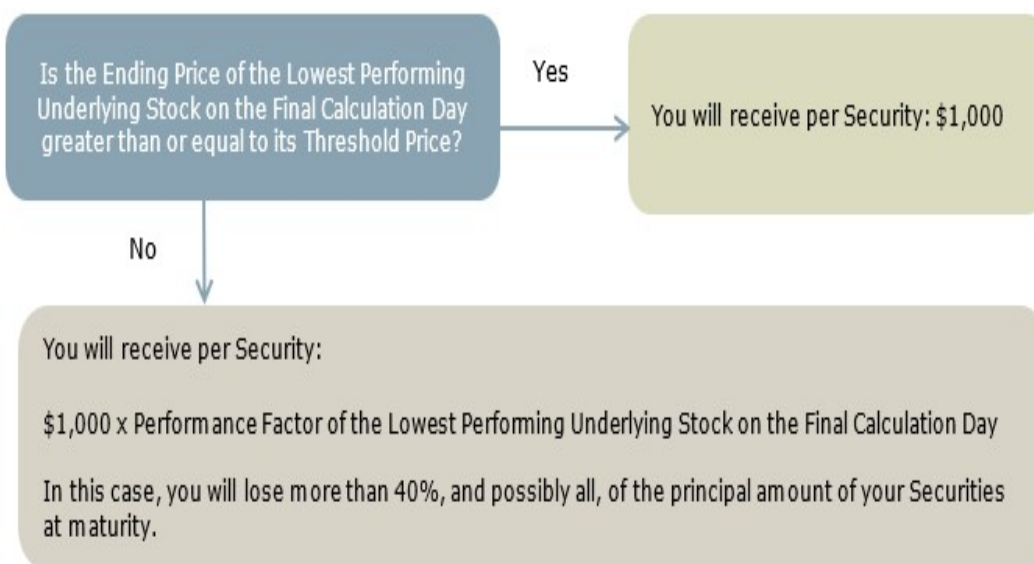 Is the Ending Price of the Lowest Performing
Underlying Stock on the Final Calculation Day
greater than or equal to its Threshold Price?
Yes
You will receive per Security: $1,000
No
You will receive per Security:
$1,000 x Performance Factor of the Lowest Performing Underlying Stock on the Final Calculation Day
In this case, you will lose more than 40%, and possibly all, of the principal amount of your Securities
at maturity.